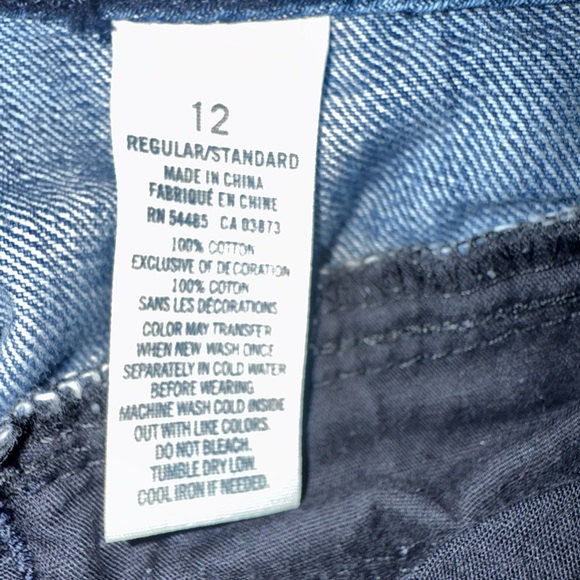 12
REGULAR/STANDARD
MADE IN CHINA
FABRIQUÉ EN CHINE
RN 54485 CA 03873
100% COTTON
EXCLUSIVE OF DECORATION
100% COTON
SANS LES DÉCORATIONS
COLOR MAY TRANSFER
WHEN NEW WASH ONCE
SEPARATELY IN COLD WATER
BEFORE WEARING
MACHINE WASH COLD INSIDE
OUT WITH LIKE COLORS.
DO NOT BLEACH.
TUMBLE DRY LOW.
COOL IRON IF NEEDED.